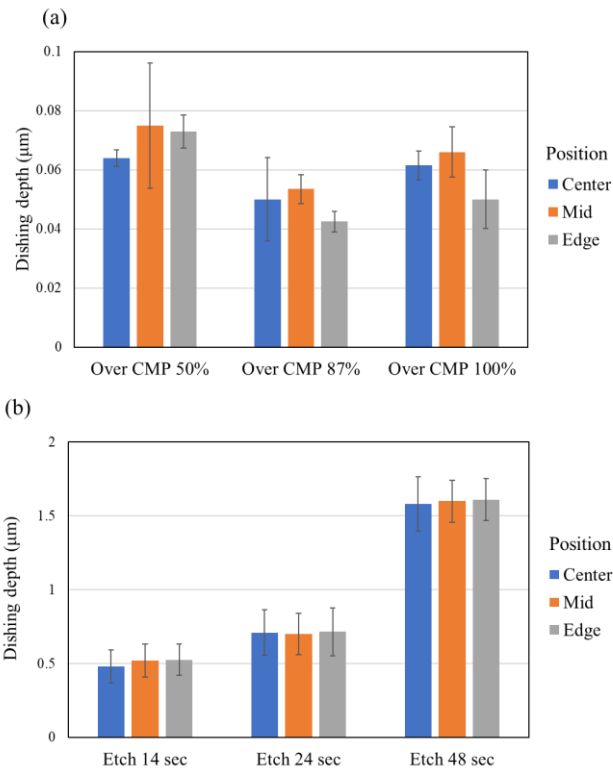 (a)
0.1
0.08
0.06
0.04
0.02
0
Dishing depth (μm)
Over CMP 50%
Over CMP 87%
Over CMP 100%
Position
Center
Mid
Edge
(b)
2
1.5
1
0.5
0
Dishing depth (μm)
Etch 14 sec
Etch 24 sec
Etch 48 sec
Position
Center
Mid
Edge